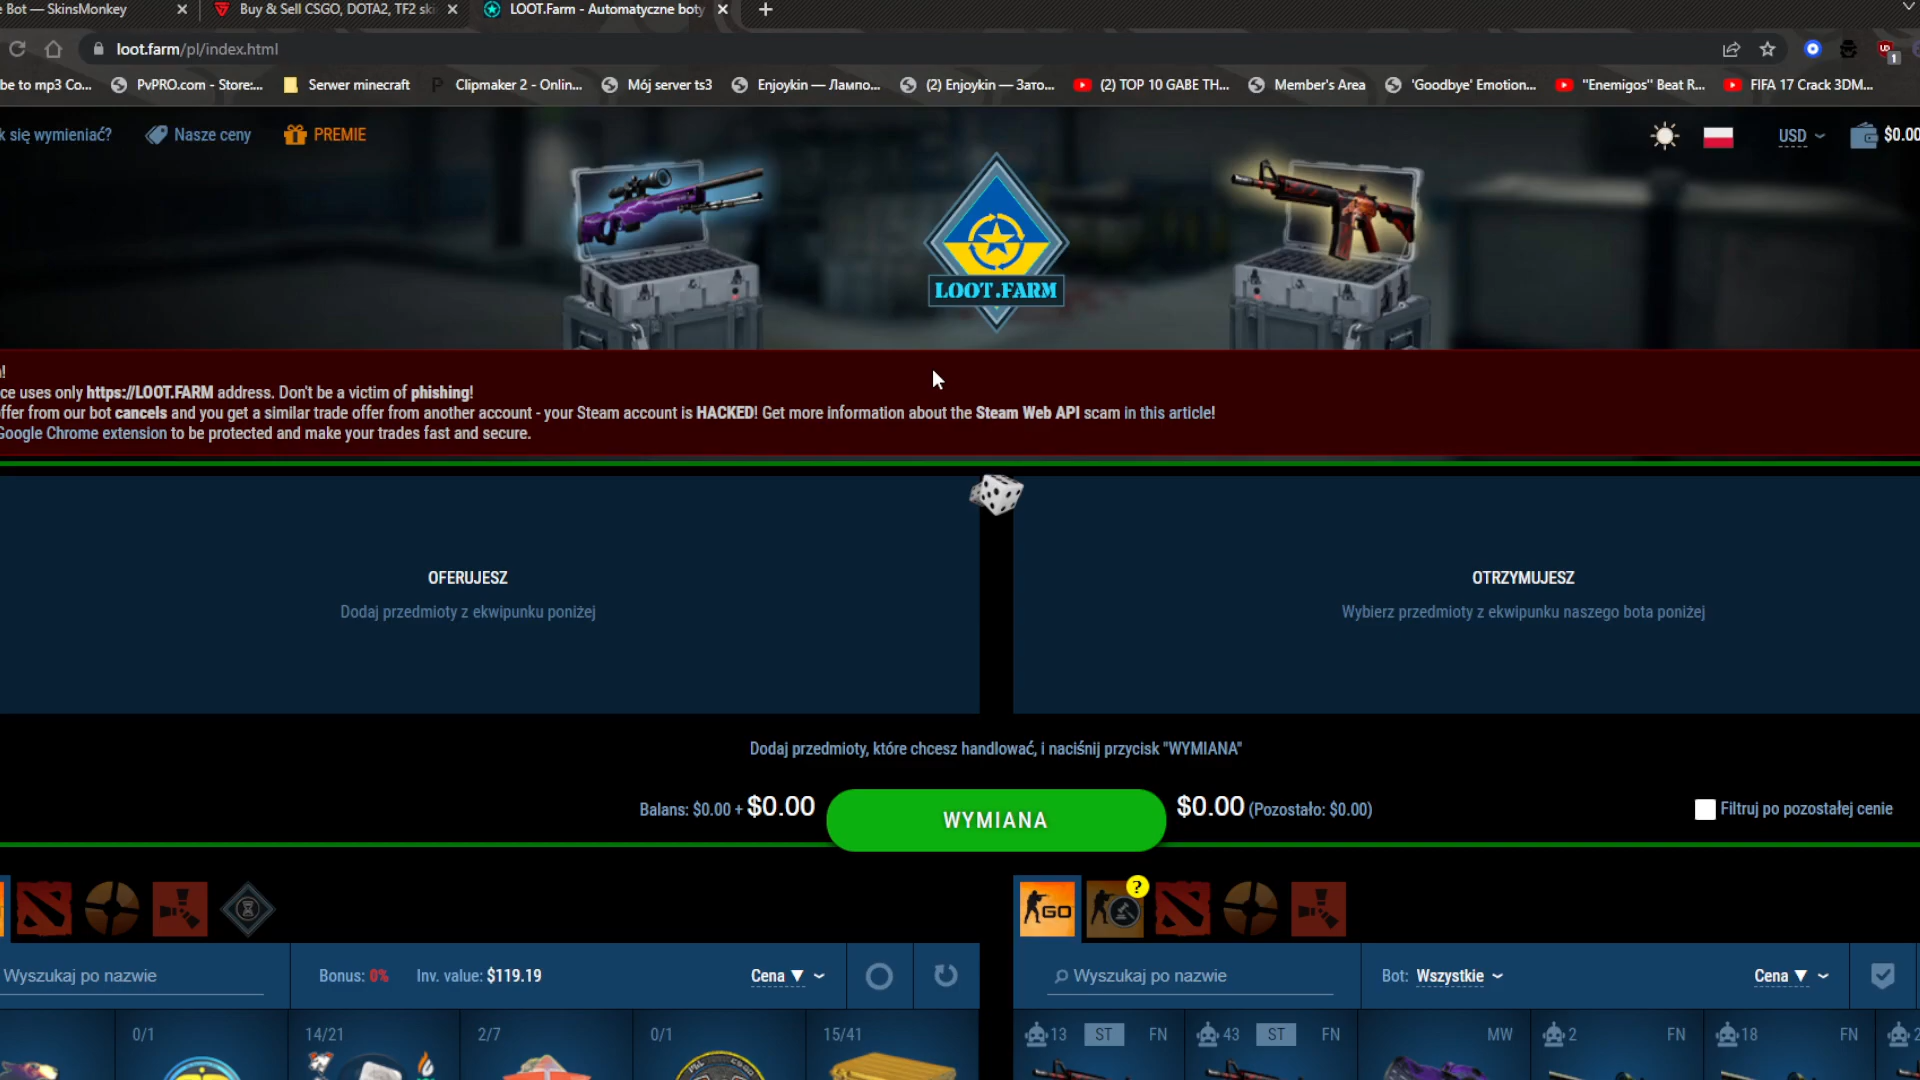 e Bot — SkinsMonkey
Buy & Sell CSGO, DOTA2, TF2 ski
LOOT.Farm - Automatyczne boty
loot.farm/pl/index.html
be to mp3 Co...
PvPRO.com - Store:...
Serwer minecraft
Clipmaker 2 - Onlin...
Mój server ts3
Enjoykin — Лампо...
(2) Enjoykin — Зато...
(2) TOP 10 GABE TH...
Member's Area
'Goodbye' Emotion...
"Enemigos" Beat R...
FIFA 17 Crack 3DM...
k się wymieniać?
Nasze ceny
PREMIE
USD
$0.00
LOOT.FARM
!
ce uses only https://LOOT.FARM address. Don't be a victim of phishing!
offer from our bot cancels and you get a similar trade offer from another account - your Steam account is HACKED! Get more information about the Steam Web API scam in this article!
Google Chrome extension to be protected and make your trades fast and secure.
OFERUJESZ
Dodaj przedmioty z ekwipunku poniżej
OTRZYMUJESZ
Wybierz przedmioty z ekwipunku naszego bota poniżej
Dodaj przedmioty, które chcesz handlować, i naciśnij przycisk "WYMIANA"
Balans: $0.00 + $0.00
WYMIANA
$0.00 (Pozostało: $0.00)
Filtruj po pozostałej cenie
GO
?
Wyszukaj po nazwie
Bonus: 0%
Inv. value: $119.19
Cena ▼
Wyszukaj po nazwie
Bot: Wszystkie
Cena ▼
0/1
14/21
2/7
0/1
15/41
13 ST FN
43 ST FN
MW
2 FN
18 FN
2